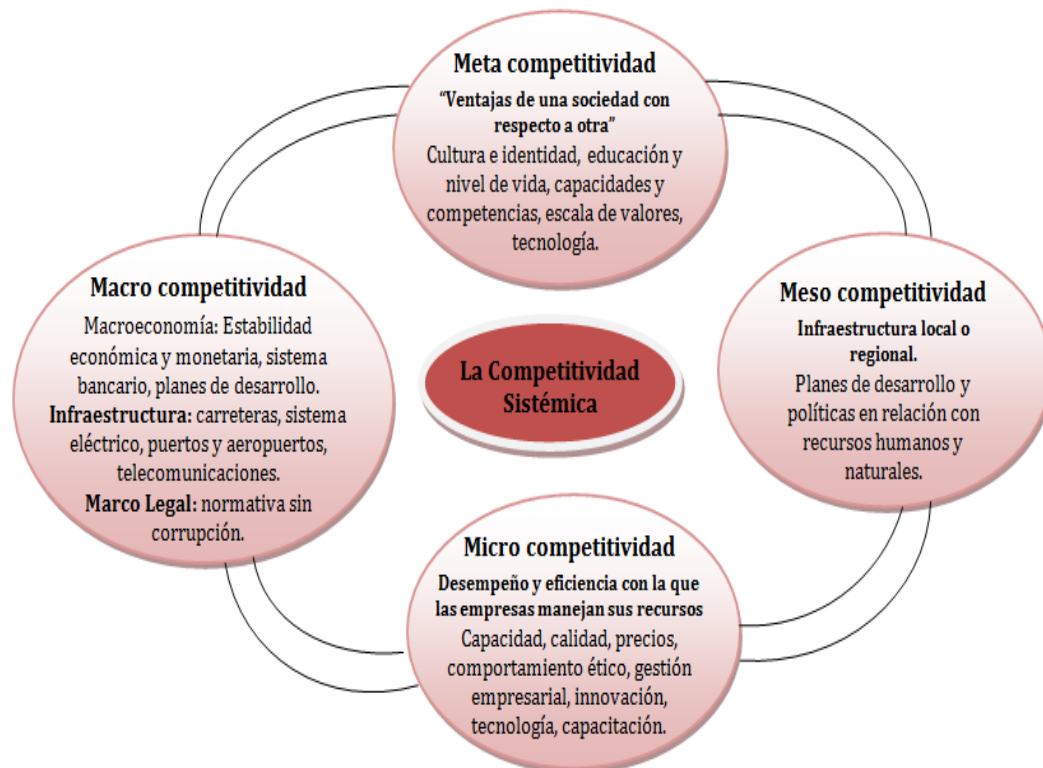 Meta competitividad
“Ventajas de una sociedad con
respecto a otra”
Cultura e identidad, educación y
nivel de vida, capacidades y
competencias, escala de valores,
tecnología.
Macro competitividad
Macroeconomía: Estabilidad
económica y monetaria, sistema
bancario, planes de desarrollo.
Infraestructura: carreteras, sistema
eléctrico, puertos y aeropuertos,
telecomunicaciones.
Marco Legal: normativa sin
corrupción.
La Competitividad
Sistémica
Meso competitividad
Infraestructura local o
regional.
Planes de desarrollo y
políticas en relación con
recursos humanos y
naturales.
Micro competitividad
Desempeño y eficiencia con la que
las empresas manejan sus recursos
Capacidad, calidad, precios,
comportamiento ético, gestión
empresarial, innovación,
tecnología, capacitación.